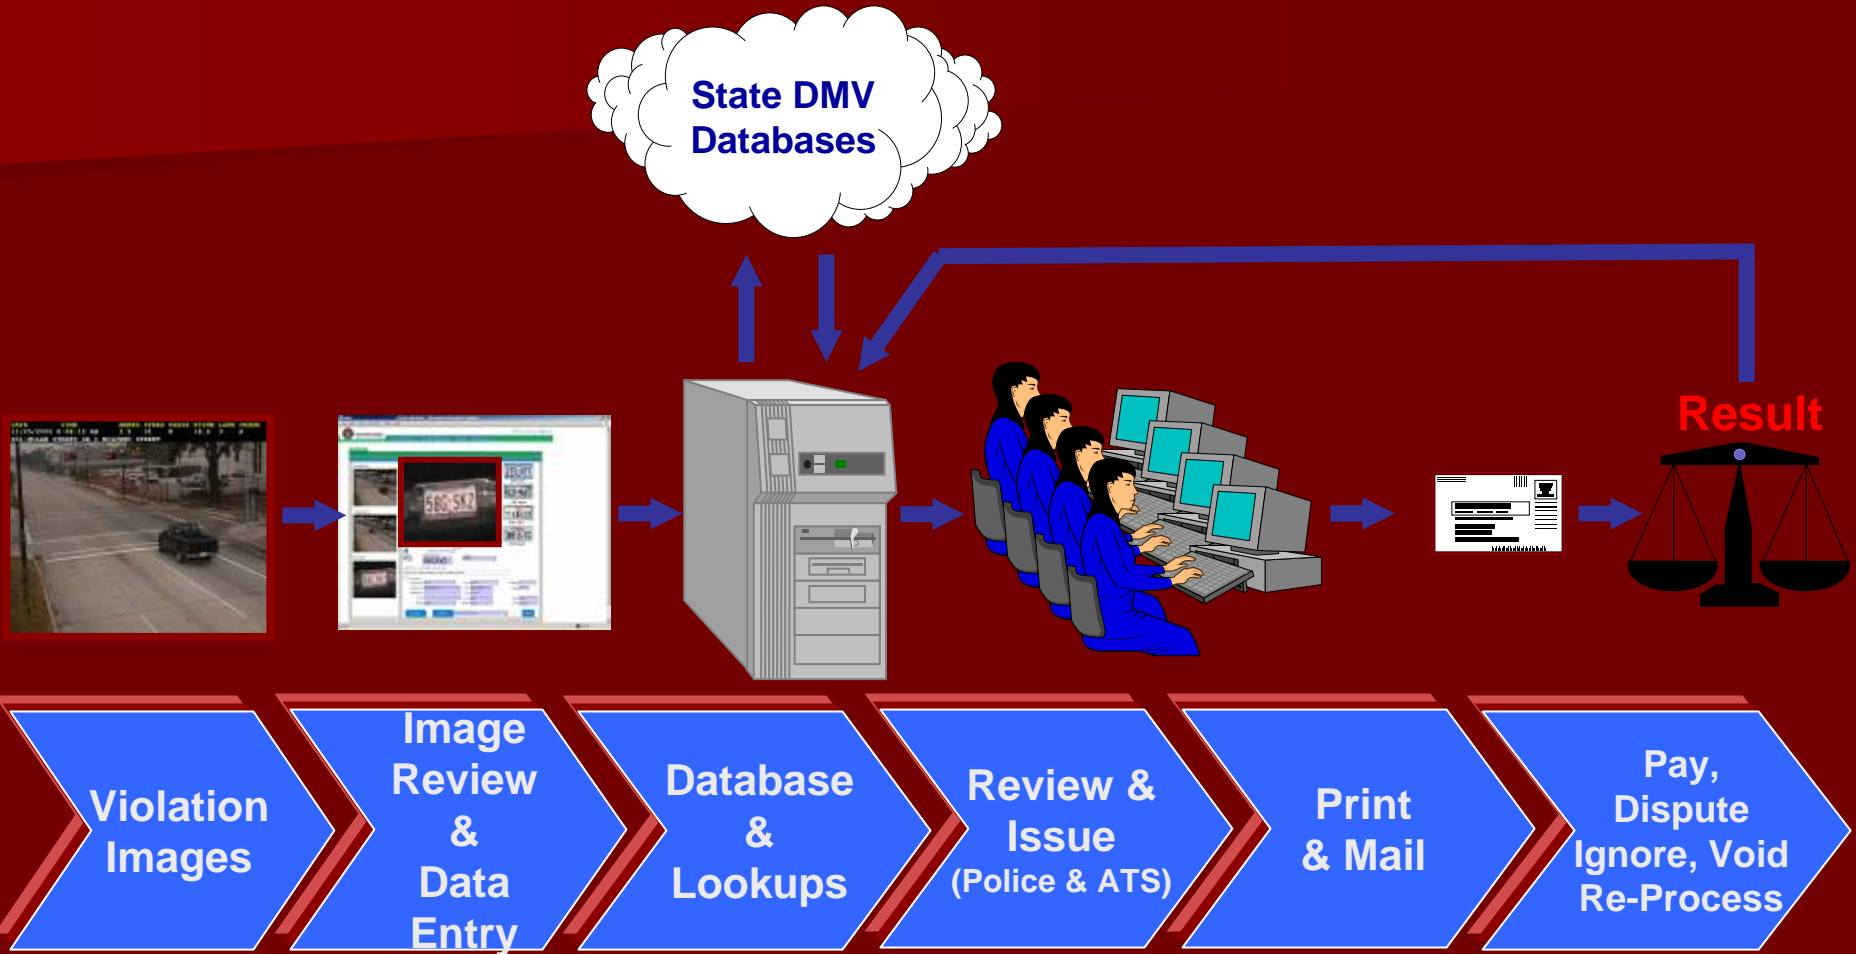 State DMV
Databases
Result
Violation
Images
Image
Review
&
Data
Entry
Database
&
Lookups
Review &
Issue
(Police & ATS)
Print
& Mail
Pay,
Dispute
Ignore, Void
Re-Process